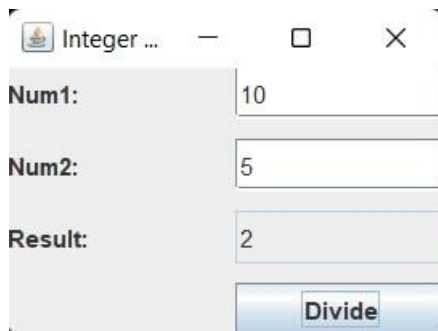 Integer ...
Num1: 10
Num2: 5
Result: 2
Divide